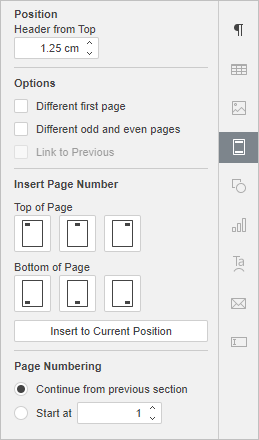 Position
Header from Top
1.25 cm
Options
Different first page
Different odd and even pages
Link to Previous
Insert Page Number
Top of Page
Bottom of Page
Insert to Current Position
Page Numbering
Continue from previous section
Start at 1
¶
Ta